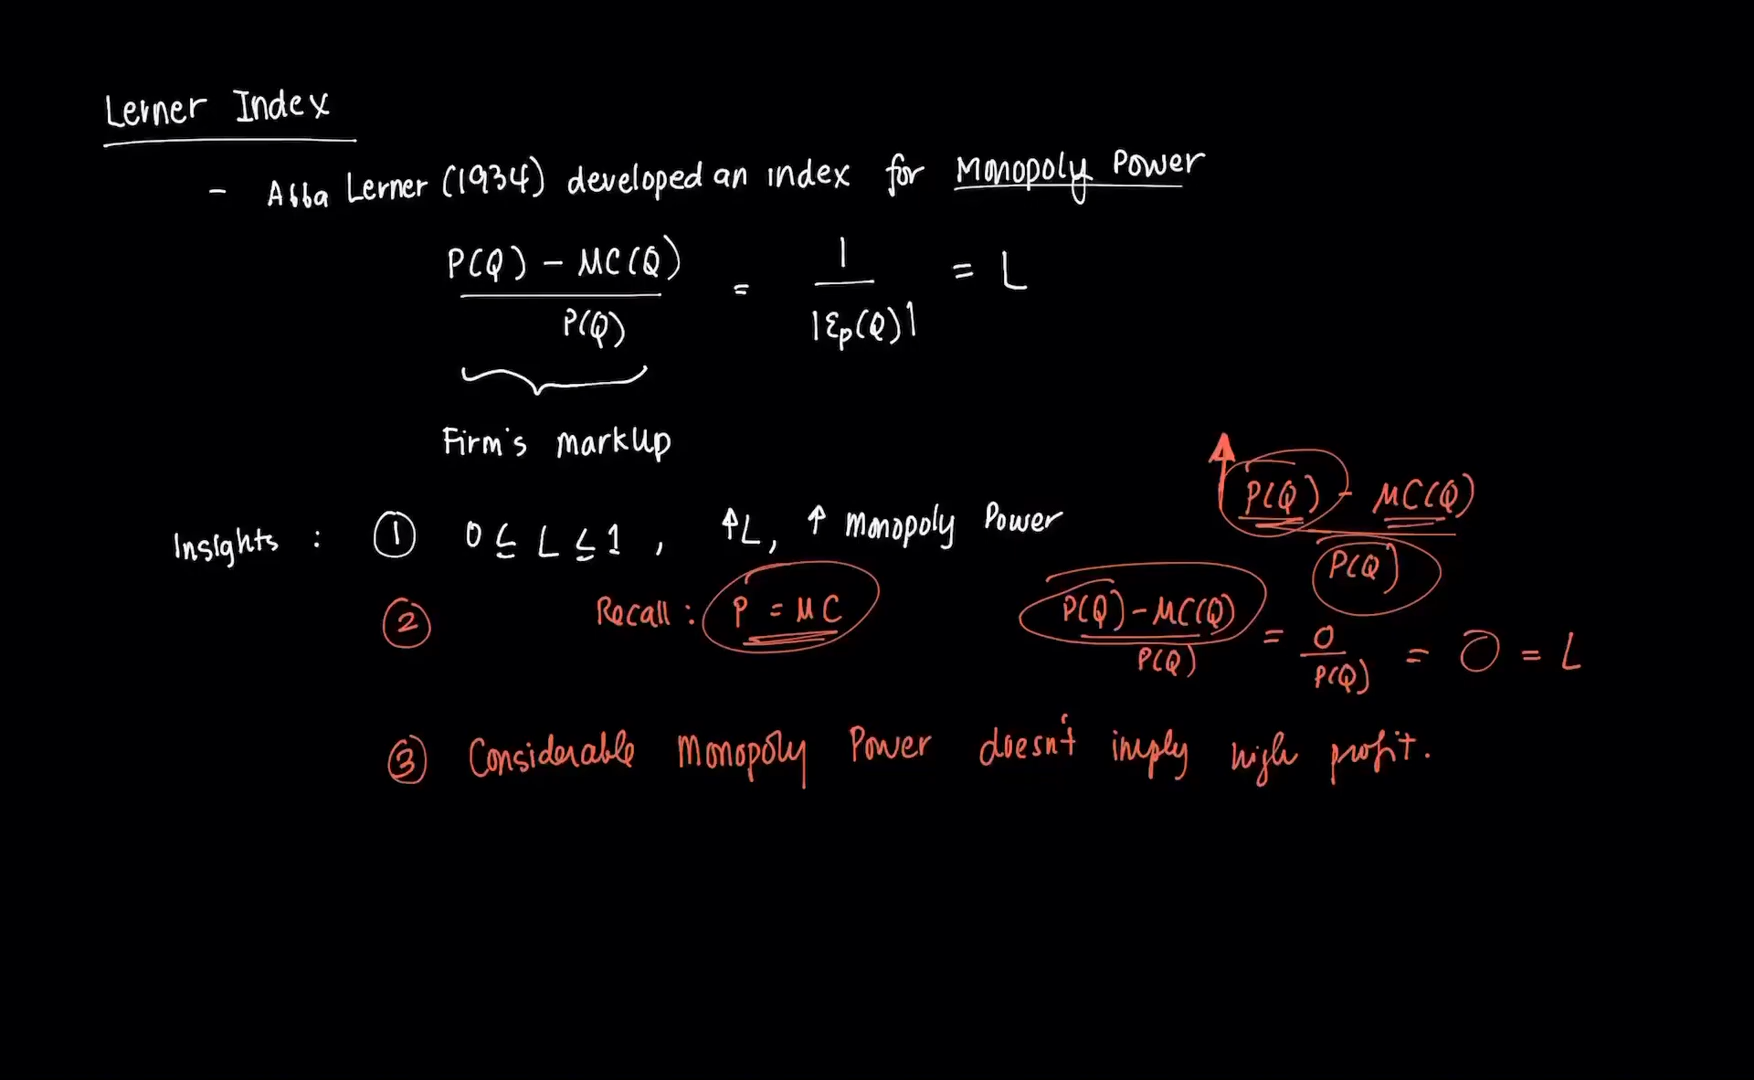 Lerner Index
- Abba Lerner (1934) developed an index for Monopoly Power
P(Q) - MC(Q) / P(Q) = 1 / |εp(Q)| = L
Firm's markup
P(Q) - MC(Q) / P(Q)
Insights : ① 0 ≤ L ≤ 1 , ↑L, ↑ monopoly Power
② Recall : P = MC P(Q) - MC(Q) / P(Q) = 0 / P(Q) = 0 = L
③ Considerable Monopoly Power doesn't imply high profit.